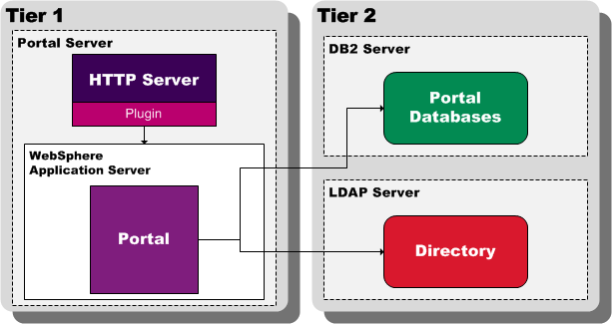 Tier 1
Portal Server
HTTP Server
Plugin
WebSphere
Application Server
Portal
Tier 2
DB2 Server
Portal
Databases
LDAP Server
Directory